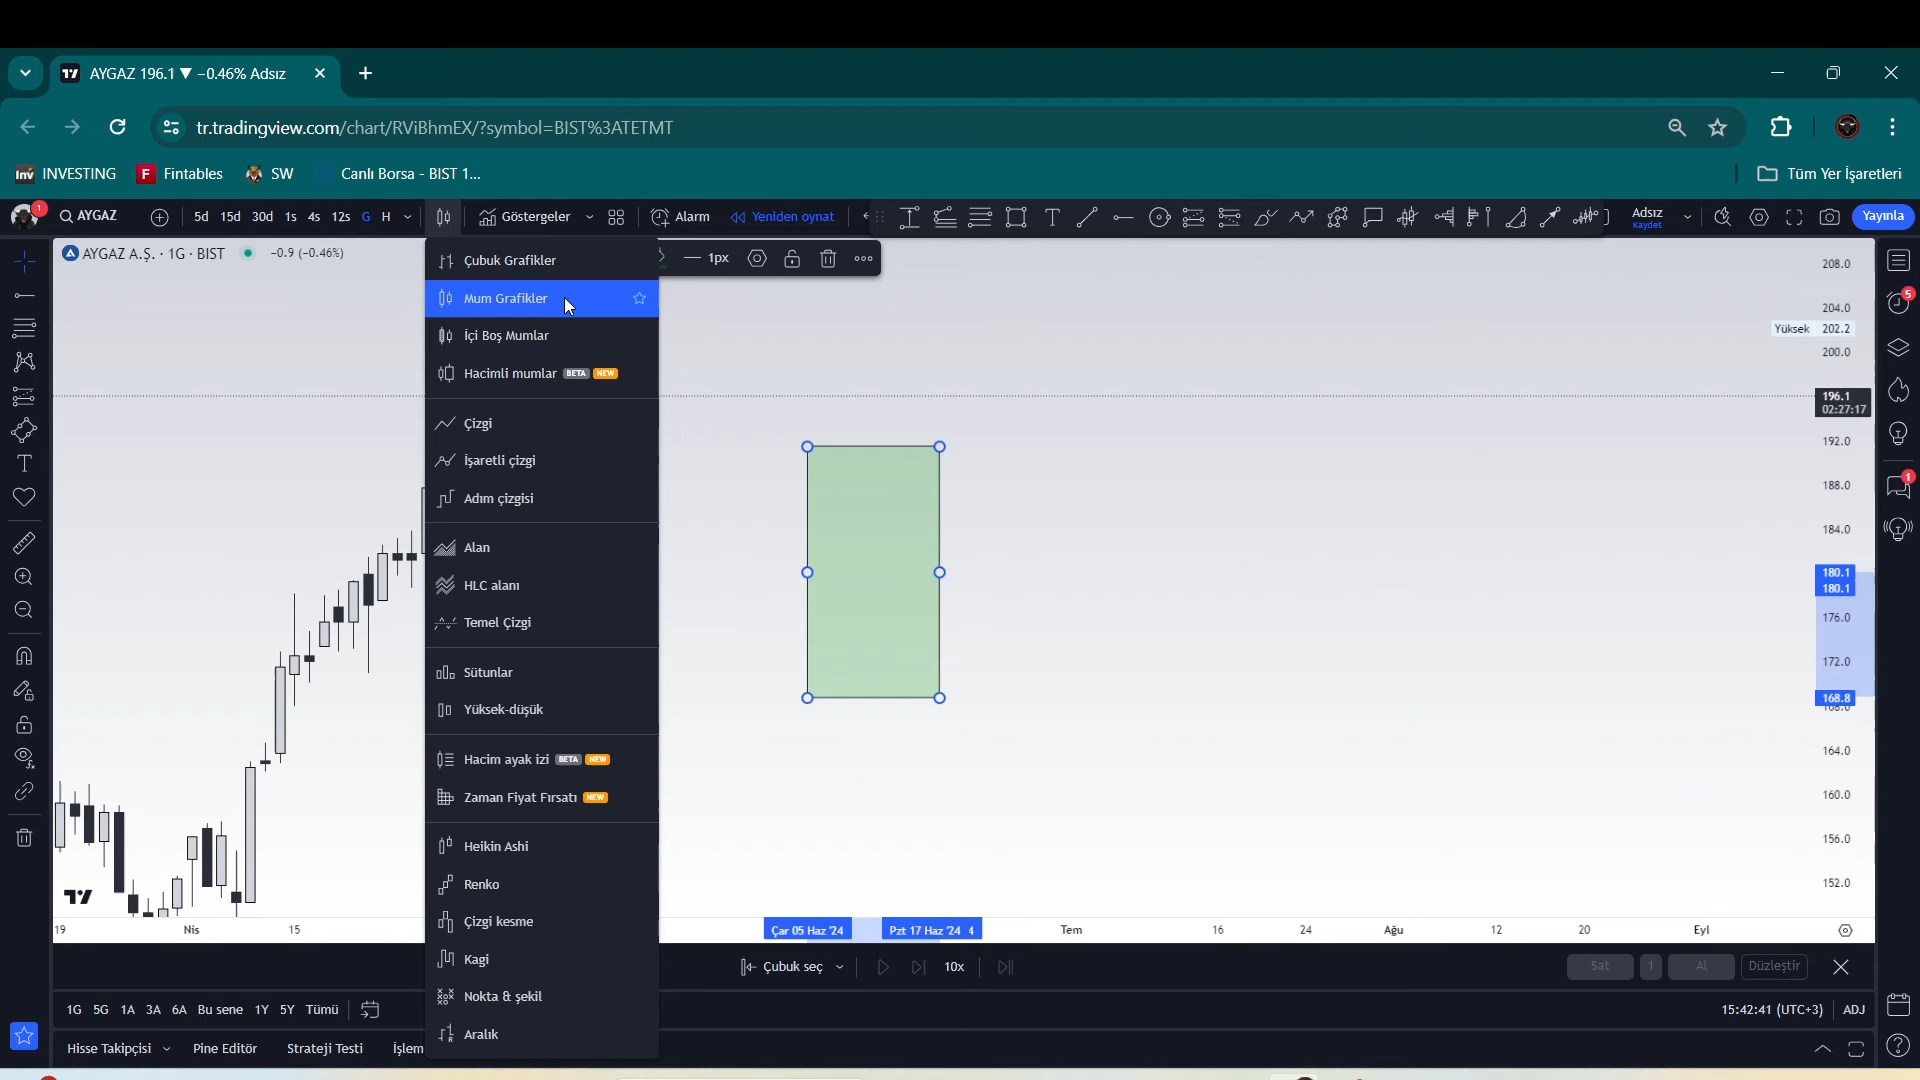 AYGAZ 196.1 ▼ −0.46% Adsız
tr.tradingview.com/chart/RViBhmEX/?symbol=BIST%3ATETMT
INVESTING
Fintables
SW
Canlı Borsa - BIST 1...
Tüm Yer İşaretleri
1
AYGAZ
5d 15d 30d 1s 4s 12s G H
Göstergeler
Alarm
Yeniden oynat
Adsız
Kaydet
Yayınla
AYGAZ A.Ş. · 1G · BIST
−0.9 (−0.46%)
1px
Çubuk Grafikler
Mum Grafikler
İçi Boş Mumlar
Hacimli mumlar BETA NEW
Çizgi
İşaretli çizgi
Adım çizgisi
Alan
HLC alanı
Temel Çizgi
Sütunlar
Yüksek-düşük
Hacim ayak izi BETA NEW
Zaman Fiyat Fırsatı NEW
Heikin Ashi
Renko
Çizgi kesme
Kagi
Nokta & şekil
Aralık
208.0
204.0
Yüksek 202.2
200.0
196.1
02:27:17
192.0
188.0
184.0
180.1
180.1
176.0
172.0
168.8
164.0
160.0
156.0
152.0
5
1
19 Nis 15 Çar 05 Haz '24 Pzt 17 Haz '24 4 Tem 16 24 Ağu 12 20 Eyl
Çubuk seç
10x
Sat 1 Al Düzleştir
1G 5G 1A 3A 6A Bu sene 1Y 5Y Tümü
15:42:41 (UTC+3) ADJ
Hisse Takipçisi Pine Editör Strateji Testi İşlem